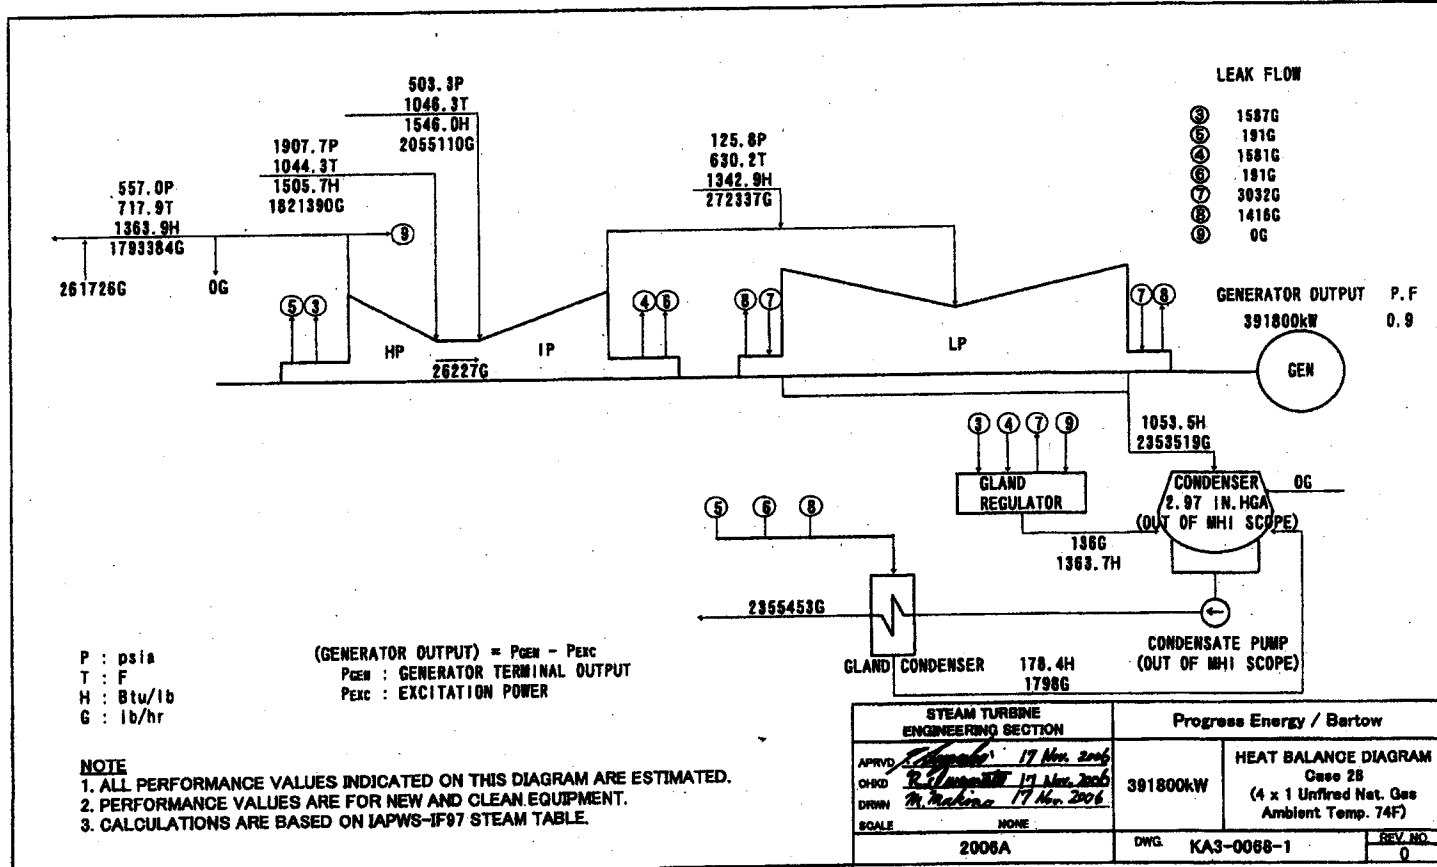 503.3P
1046.3T
1546.0H
2055110G
1907.7P
1044.3T
1505.7H
1821390G
557.0P
717.9T
1363.9H
1793384G
261726G
0G
9
125.8P
630.2T
1342.9H
272337G
LEAK FLOW
3 1587G
5 191G
4 1581G
6 191G
7 3032G
8 1416G
9 0G
5 3
HP
IP
26227G
4 6
8 7
LP
7 8
GENERATOR OUTPUT P.F
391800kW 0.9
GEN
1053.5H
2353519G
3 4 7 9
GLAND
REGULATOR
136G
1363.7H
CONDENSER
2.97 IN.HGA
(OUT OF MHI SCOPE)
0G
5 6 8
2355453G
GLAND CONDENSER
178.4H
1798G
CONDENSATE PUMP
(OUT OF MHI SCOPE)
P : psia
T : F
H : Btu/lb
G : lb/hr
(GENERATOR OUTPUT) = PGEN - PEXC
PGEN : GENERATOR TERMINAL OUTPUT
PEXC : EXCITATION POWER
NOTE
1. ALL PERFORMANCE VALUES INDICATED ON THIS DIAGRAM ARE ESTIMATED.
2. PERFORMANCE VALUES ARE FOR NEW AND CLEAN EQUIPMENT.
3. CALCULATIONS ARE BASED ON IAPWS-IF97 STEAM TABLE.
STEAM TURBINE
ENGINEERING SECTION
APRVD 17 Nov. 2006
CHKD 17 Nov. 2006
DRWN M. Makino 17 Nov. 2006
SCALE NONE
2006A
Progress Energy / Bartow
391800kW
HEAT BALANCE DIAGRAM
Case 28
(4 x 1 Unfired Nat. Gas
Ambient Temp. 74F)
DWG. KA3-0068-1
REV. NO.
0